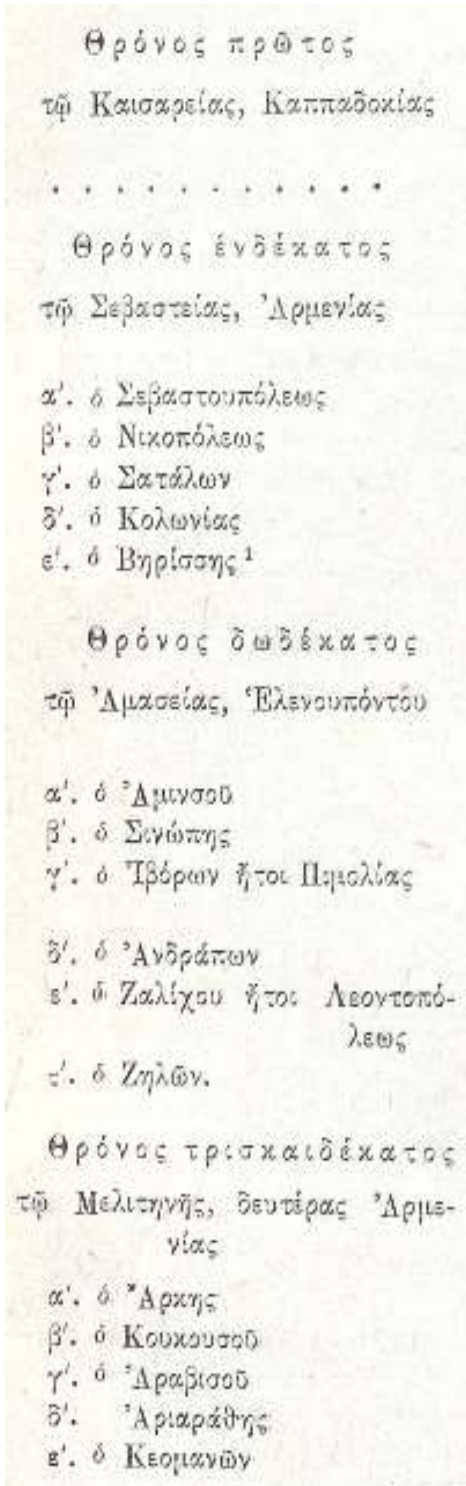 Θρόνος πρῶτος
τῷ Καισαρείας, Καππαδοκίας
. . . . . . . . . . .
Θρόνος ἑνδέκατος
τῷ Σεβαστείας, Ἀρμενίας
α'. ὁ Σεβαστουπόλεως
β'. ὁ Νικοπόλεως
γ'. ὁ Σατάλων
δ'. ὁ Κολωνίας
ε'. ὁ Βηρίσσης ¹
Θρόνος δωδέκατος
τῷ Ἀμασείας, Ἑλενουπόντου
α'. ὁ Ἀμινσοῦ
β'. ὁ Σινώπης
γ'. ὁ Ἰβόρων ἤτοι Πιμολίας
δ'. ὁ Ἀνδράπων
ε'. ὁ Ζαλίχου ἤτοι Λεοντοπό-
λεως
ϛ'. ὁ Ζηλῶν.
Θρόνος τρισκαιδέκατος
τῷ Μελιτηνῆς, δευτέρας Ἀρμε-
νίας
α'. ὁ Ἄρκης
β'. ὁ Κουκουσοῦ
γ'. ὁ Ἀραβισοῦ
δ'. Ἀριαράθης
ε'. ὁ Κεομανῶν